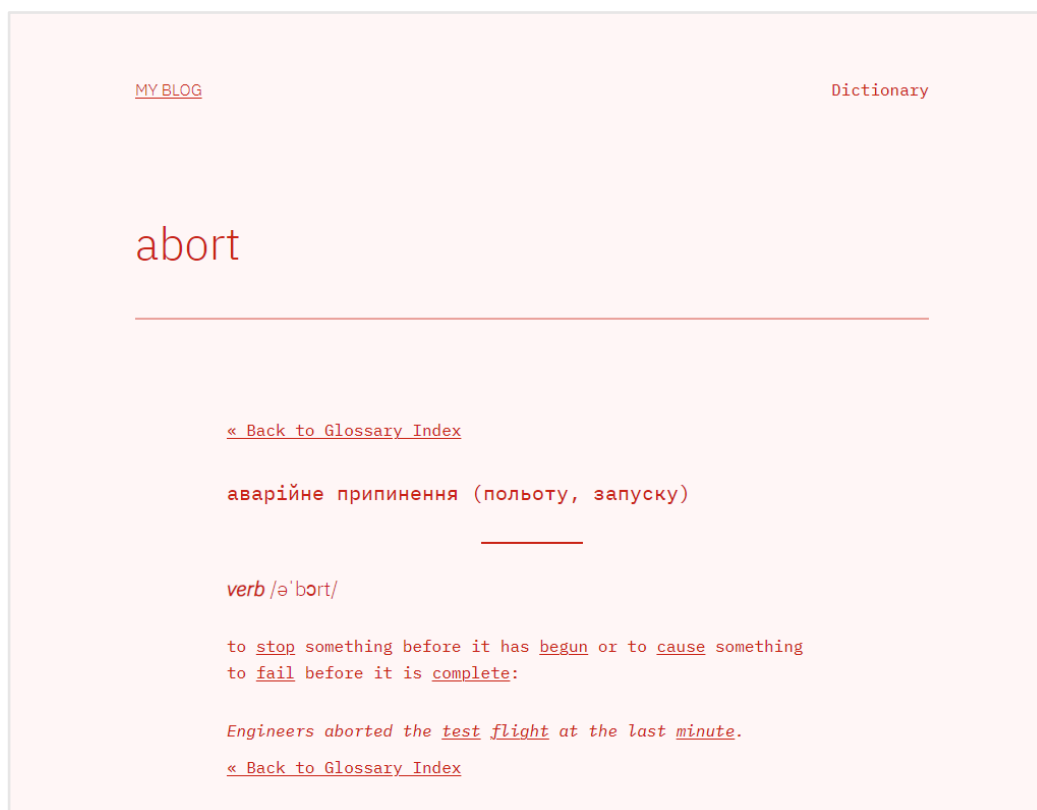 MY BLOG
Dictionary
abort
« Back to Glossary Index
аварійне припинення (польоту, запуску)
verb /əˈbɔrt/
to stop something before it has begun or to cause something
to fail before it is complete:
Engineers aborted the test flight at the last minute.
« Back to Glossary Index